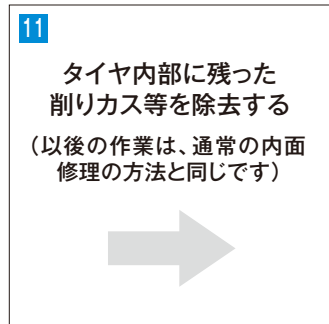 11
タイヤ内部に残った
削りカス等を除去する
（以後の作業は、通常の内面
修理の方法と同じです）